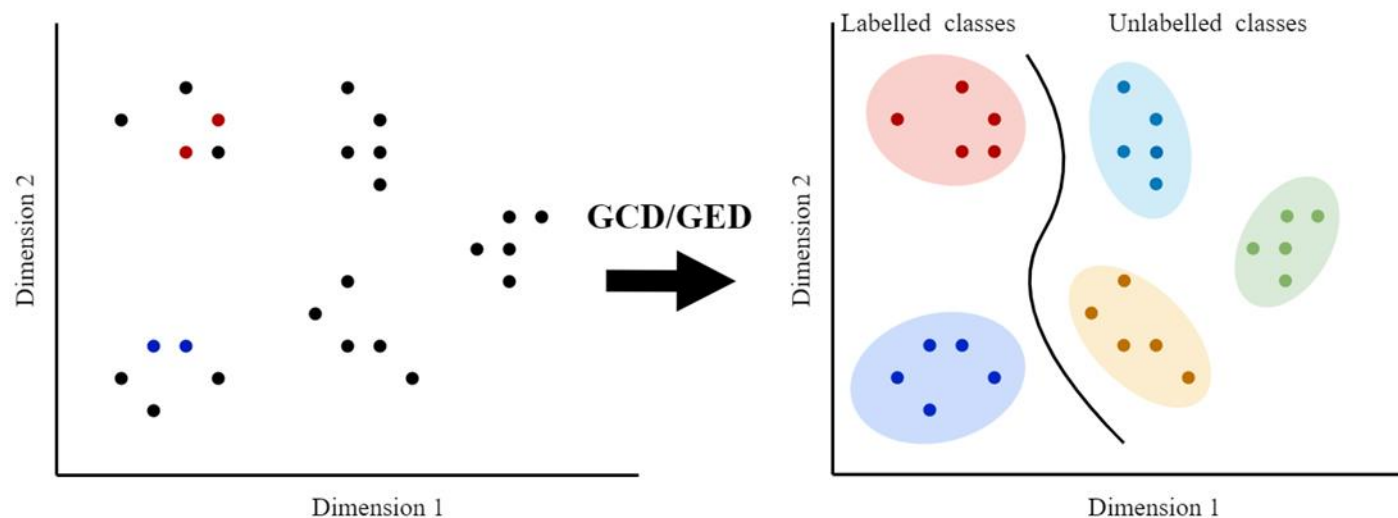 Dimension 2
Dimension 1
GCD/GED
Labelled classes
Unlabelled classes
Dimension 2
Dimension 1